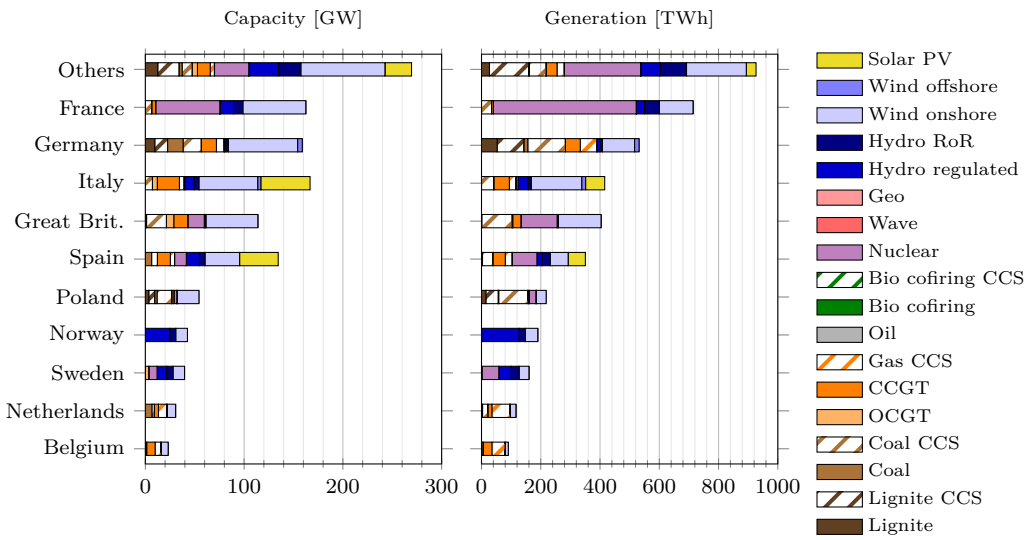 Capacity [GW]
Generation [TWh]
Others
France
Germany
Italy
Great Brit.
Spain
Poland
Norway
Sweden
Netherlands
Belgium
0 100 200 300
0 200 400 600 800 1000
Solar PV
Wind offshore
Wind onshore
Hydro RoR
Hydro regulated
Geo
Wave
Nuclear
Bio cofiring CCS
Bio cofiring
Oil
Gas CCS
CCGT
OCGT
Coal CCS
Coal
Lignite CCS
Lignite